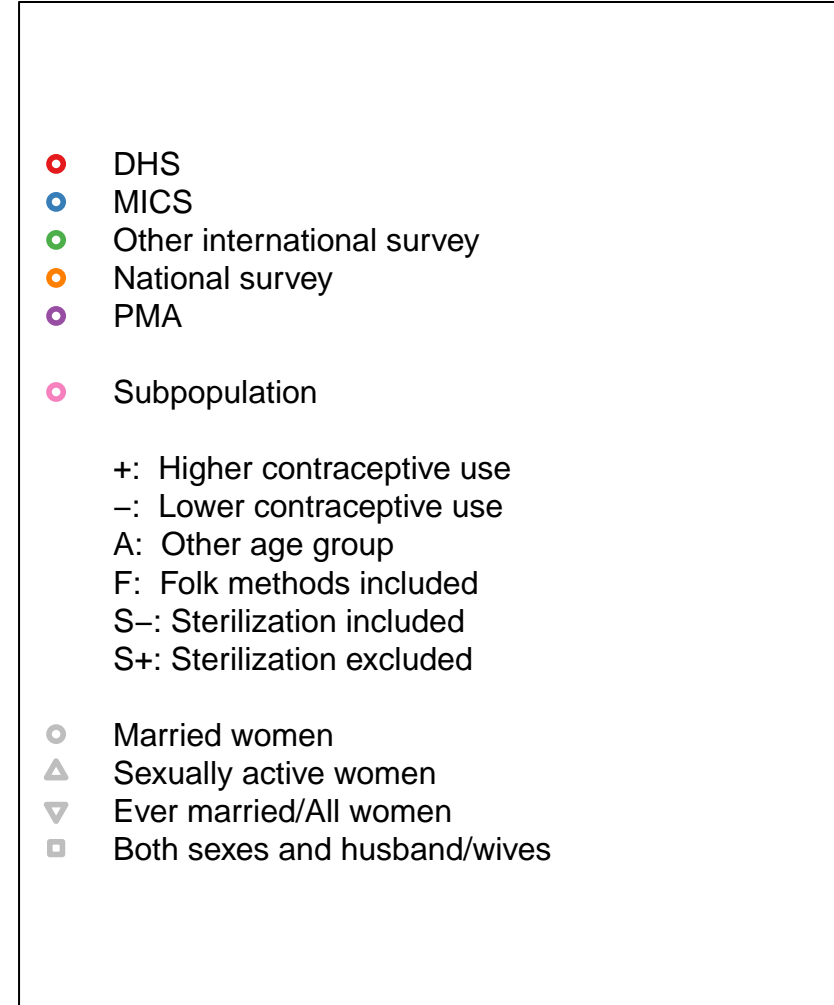 DHS
MICS
Other international survey
National survey
PMA
Subpopulation
+: Higher contraceptive use
−: Lower contraceptive use
A: Other age group
F: Folk methods included
S−: Sterilization included
S+: Sterilization excluded
Married women
Sexually active women
Ever married/All women
Both sexes and husband/wives